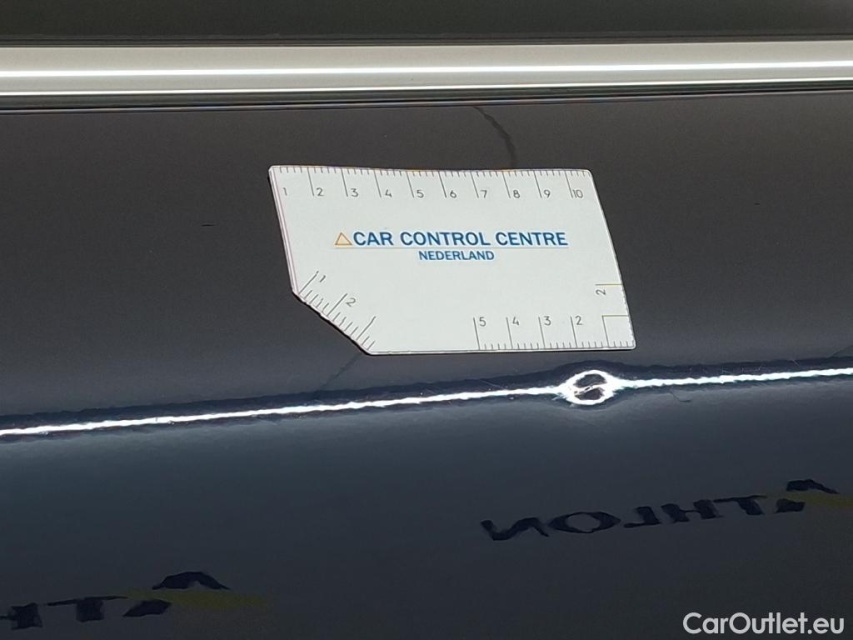 1 2 3 4 5 6 7 8 9 10
CAR CONTROL CENTRE
NEDERLAND
1 2
2
5 4 3 2
ATHLON
CarOutlet.eu